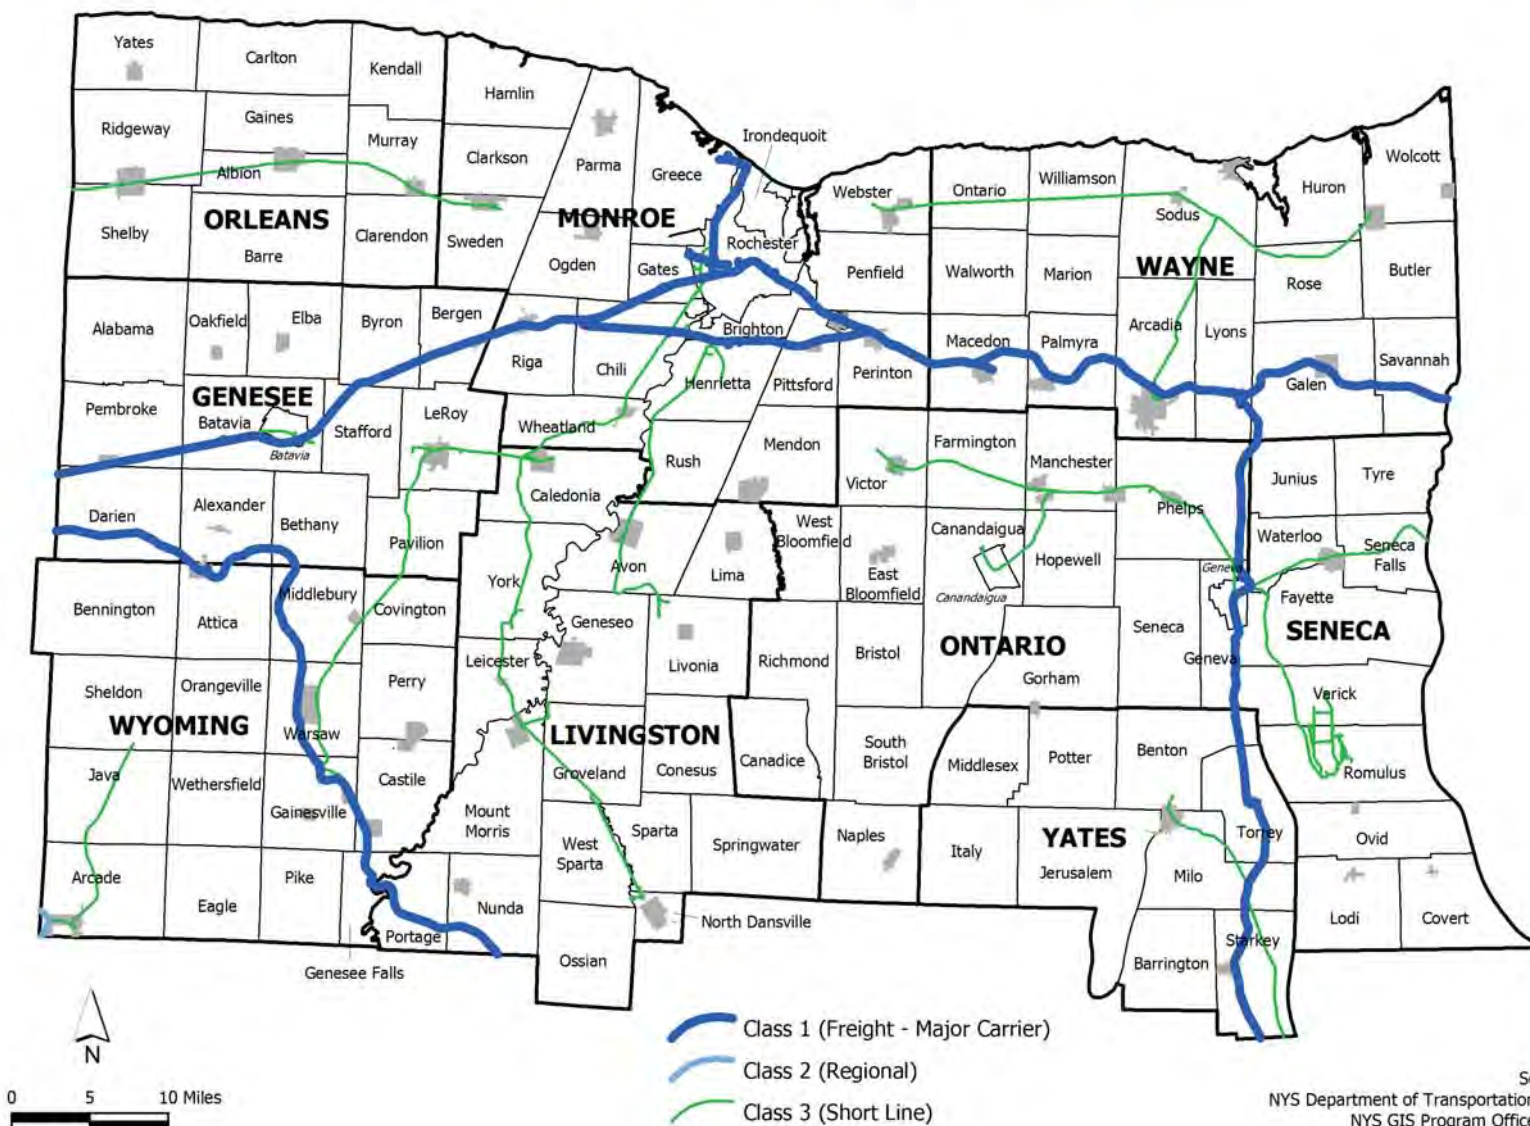 Yates
Carlton
Kendall
Hamlin
Ridgeway
Gaines
Murray
Clarkson
Parma
Greece
Irondequoit
Webster
Ontario
Williamson
Sodus
Huron
Wolcott
Albion
ORLEANS
Shelby
Barre
Clarendon
Sweden
MONROE
Ogden
Gates
Rochester
Penfield
Walworth
Marion
WAYNE
Rose
Butler
Alabama
Oakfield
Elba
Byron
Bergen
Riga
Chili
Brighton
Henrietta
Pittsford
Perinton
Macedon
Palmyra
Arcadia
Lyons
Galen
Savannah
GENESEE
Pembroke
Batavia
Batavia
Stafford
LeRoy
Wheatland
Rush
Mendon
Victor
Farmington
Manchester
Phelps
Junius
Tyre
Darien
Alexander
Bethany
Pavilion
Caledonia
York
Avon
Lima
West
Bloomfield
East
Bloomfield
Canandaigua
Canandaigua
Hopewell
Waterloo
Seneca
Falls
Geneva
Fayette
Bennington
Attica
Middlebury
Covington
Leicester
Geneseo
Livonia
Richmond
Bristol
ONTARIO
Gorham
Seneca
Geneva
SENECA
Sheldon
Orangeville
WYOMING
Warsaw
Perry
LIVINGSTON
Varick
Java
Wethersfield
Gainesville
Castile
Mount
Morris
Groveland
Conesus
Canadice
South
Bristol
Middlesex
Potter
Benton
Romulus
Arcade
Eagle
Pike
Nunda
Portage
Genesee Falls
West
Sparta
Sparta
Springwater
Naples
Italy
YATES
Jerusalem
Milo
Torrey
Ovid
North Dansville
Ossian
Barrington
Starkey
Lodi
Covert
N
0 5 10 Miles
Class 1 (Freight - Major Carrier)
Class 2 (Regional)
Class 3 (Short Line)
NYS Department of Transportation
NYS GIS Program Office